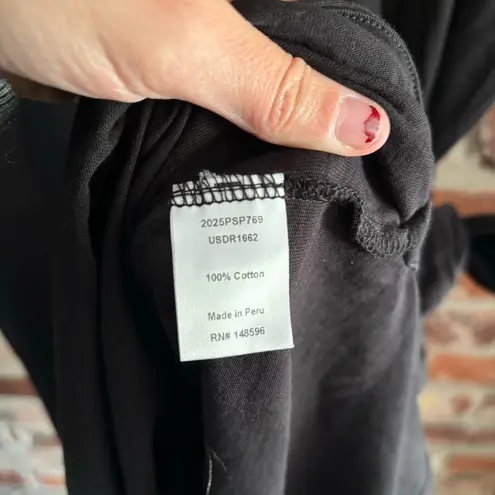 2025PSP769
USDR1662
100% Cotton
Made in Peru
RN# 148596